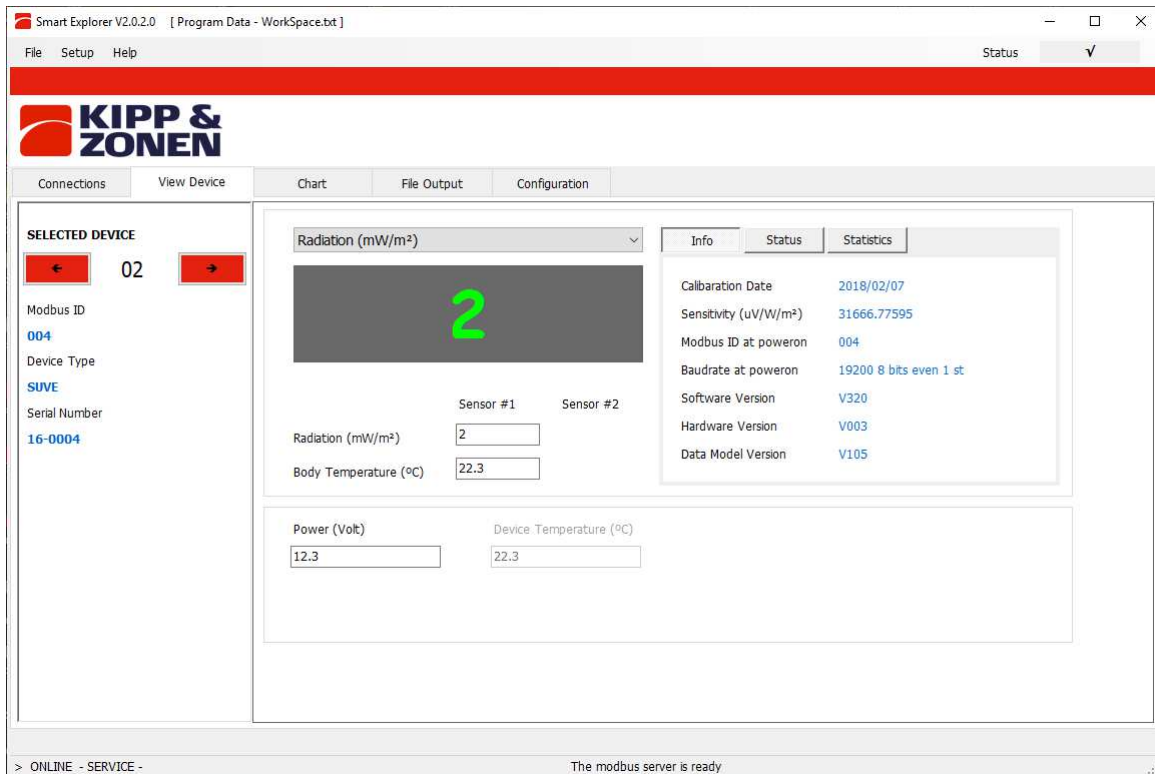 Smart Explorer V2.0.2.0 [ Program Data - WorkSpace.txt ]
File Setup Help Status √
KIPP &
ZONEN
Connections View Device Chart File Output Configuration
SELECTED DEVICE
02
Modbus ID
004
Device Type
SUVE
Serial Number
16-0004
Radiation (mW/m²)
2
Sensor #1 Sensor #2
Radiation (mW/m²) 2
Body Temperature (ºC) 22.3
Info Status Statistics
Calibaration Date 2018/02/07
Sensitivity (uV/W/m²) 31666.77595
Modbus ID at poweron 004
Baudrate at poweron 19200 8 bits even 1 st
Software Version V320
Hardware Version V003
Data Model Version V105
Power (Volt) Device Temperature (ºC)
12.3 22.3
> ONLINE - SERVICE - The modbus server is ready